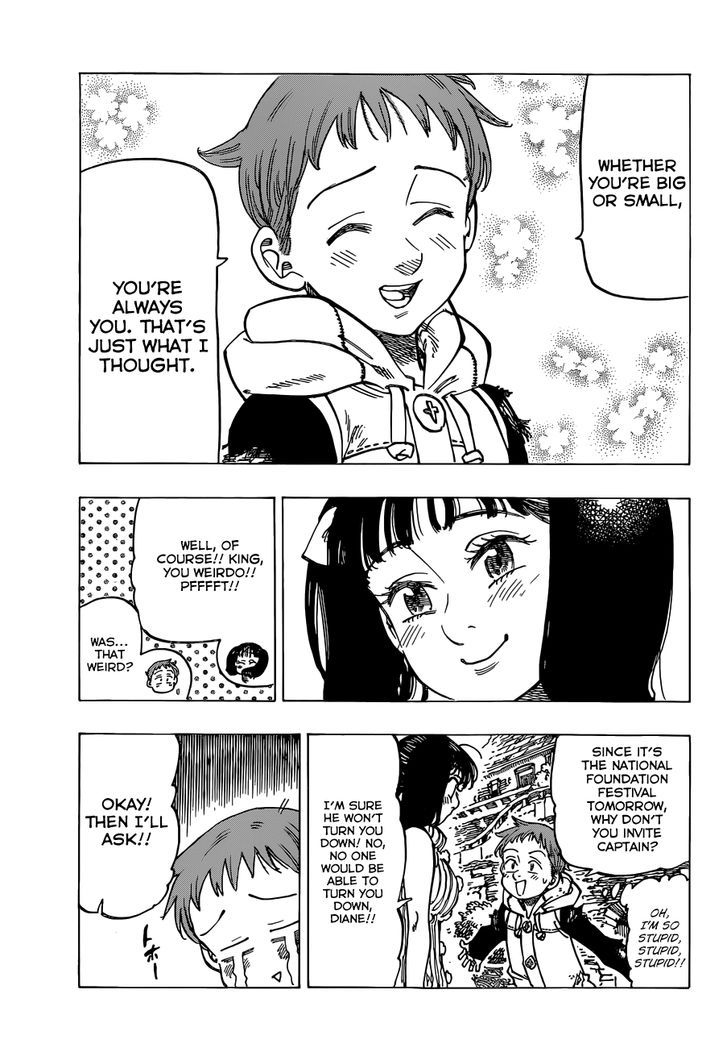 WHETHER
YOU'RE BIG
OR SMALL,
YOU'RE
ALWAYS
YOU. THAT'S
JUST WHAT I
THOUGHT.
WELL, OF
COURSE!! KING,
YOU WEIRDO!!
PFFFFT!!
WAS...
THAT
WEIRD?
SINCE IT'S
THE NATIONAL
FOUNDATION
FESTIVAL
TOMORROW,
WHY DON'T
YOU INVITE
CAPTAIN?
OH,
I'M SO
STUPID,
STUPID,
STUPID!!
I'M SURE
HE WON'T
TURN YOU
DOWN! NO,
NO ONE
WOULD BE
ABLE TO
TURN YOU
DOWN,
DIANE!!
OKAY!
THEN I'LL
ASK!!
トホー